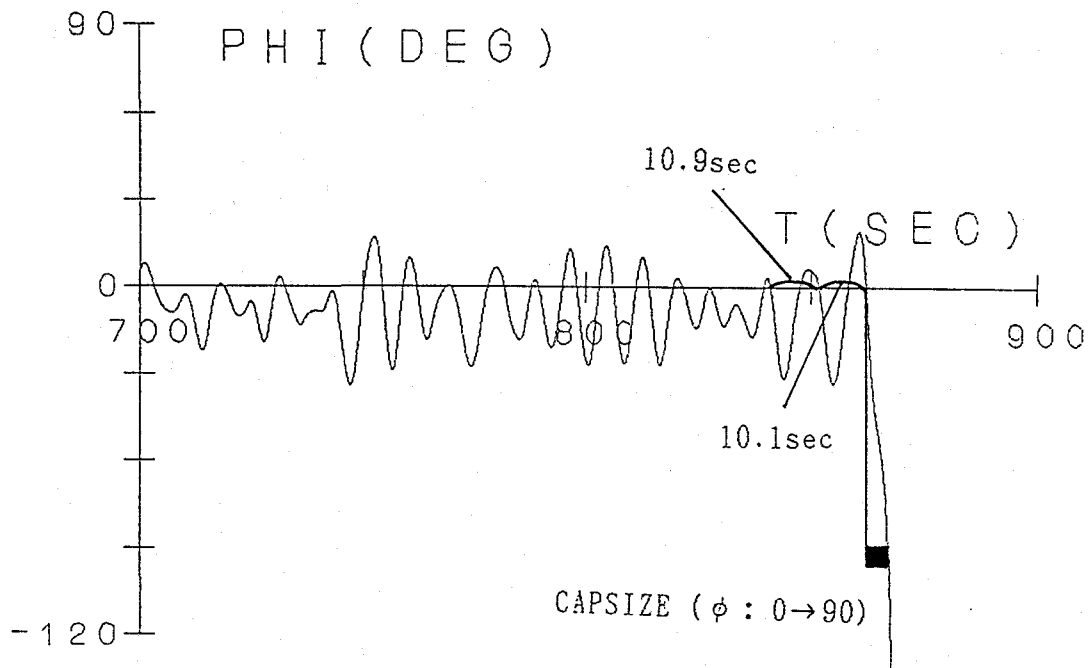 90
PHI(DEG)
10.9sec
T(SEC)
0
700
800
900
10.1sec
CAPSIZE (φ : 0→90)
-120